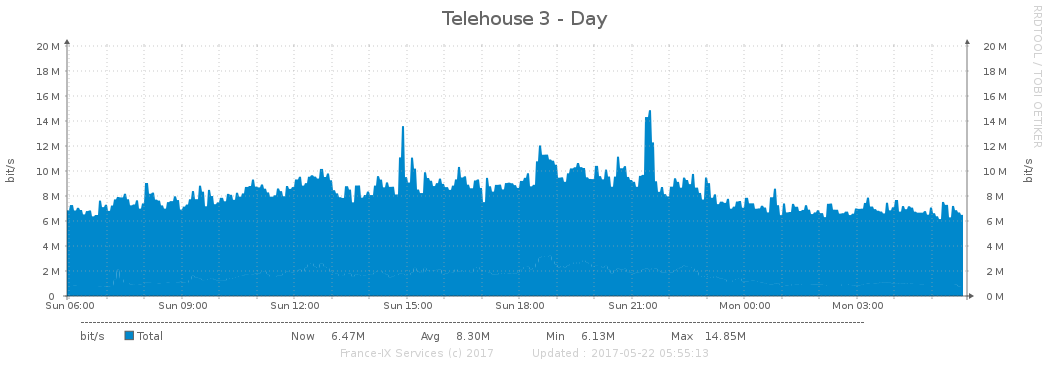 Telehouse 3 - Day
RRDTOOL / TOBI OETIKER
bit/s
20 M 20 M
18 M 18 M
16 M 16 M
14 M 14 M
12 M 12 M
10 M 10 M
8 M 8 M
6 M 6 M
4 M 4 M
2 M 2 M
0 0 M
bit/s
Sun 06:00 Sun 09:00 Sun 12:00 Sun 15:00 Sun 18:00 Sun 21:00 Mon 00:00 Mon 03:00
bit/s Total Now 6.47M Avg 8.30M Min 6.13M Max 14.85M
France-IX Services (c) 2017 Updated : 2017-05-22 05:55:13